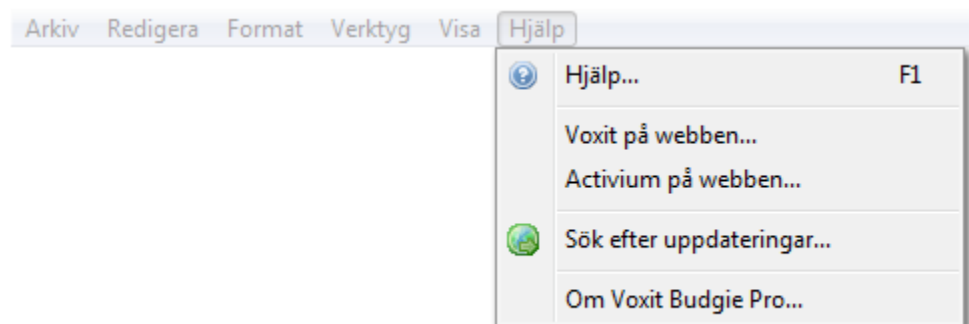 Arkiv Redigera Format Verktyg Visa Hjälp
Hjälp... F1
Voxit på webben...
Activium på webben...
Sök efter uppdateringar...
Om Voxit Budgie Pro...